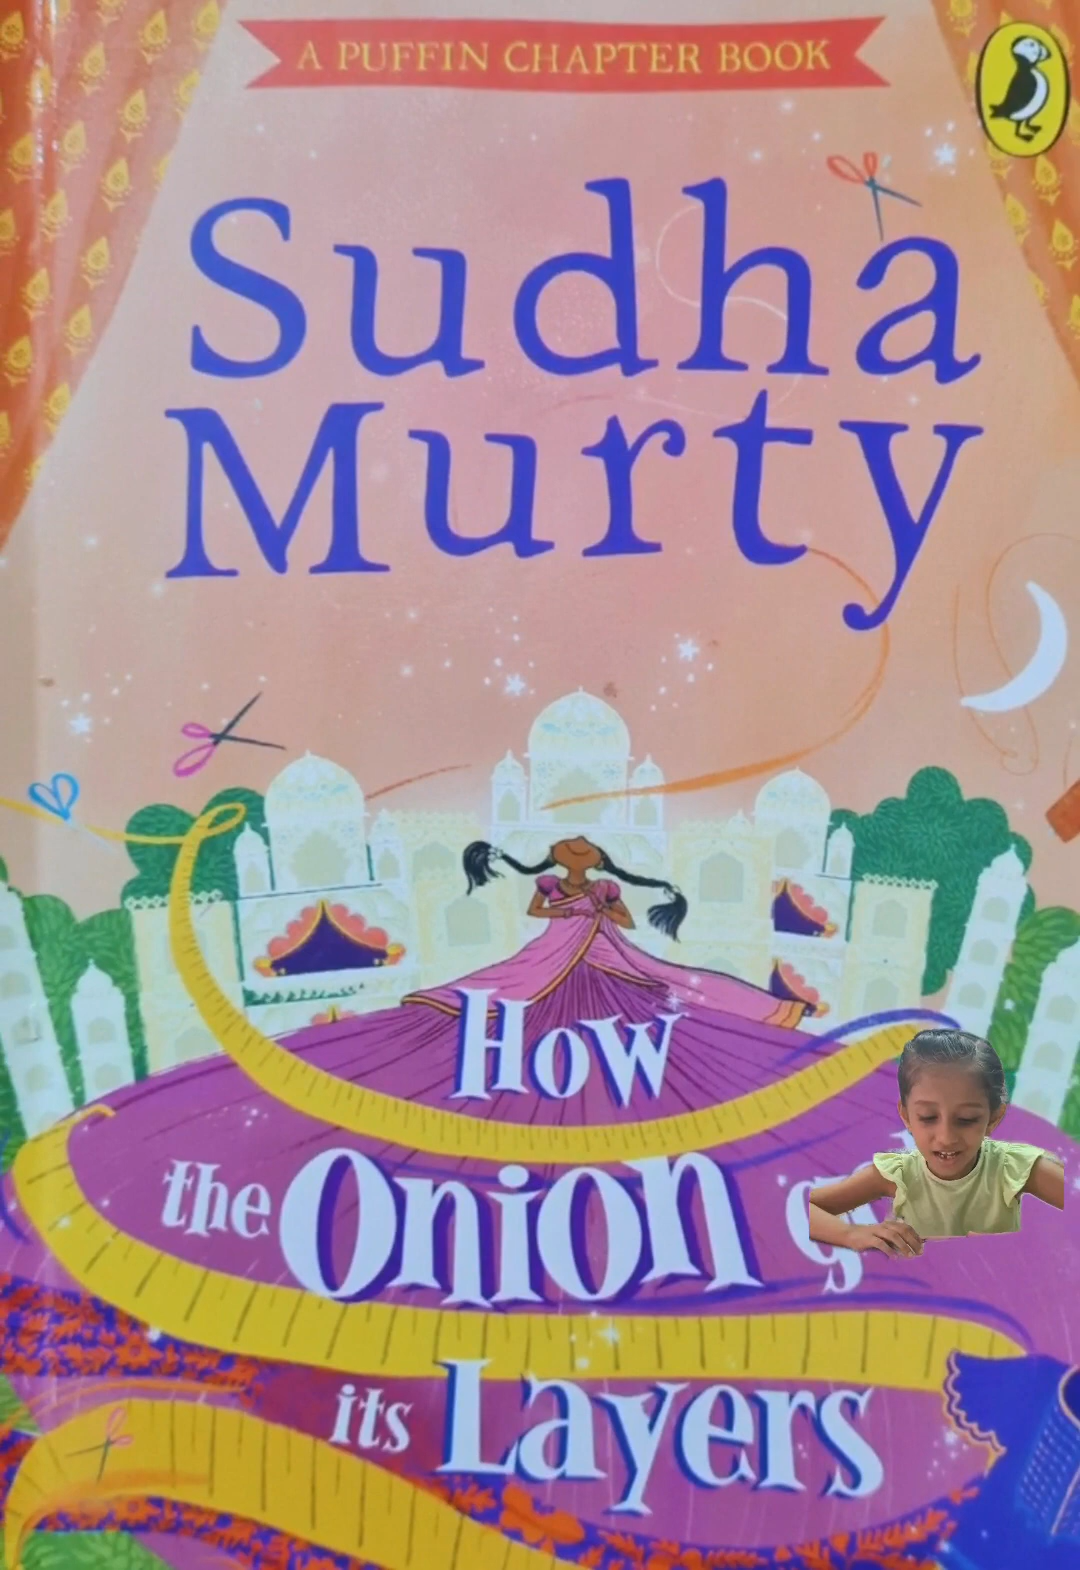 A PUFFIN CHAPTER BOOK
Sudha
Murty
How
the Onion g
its Layers